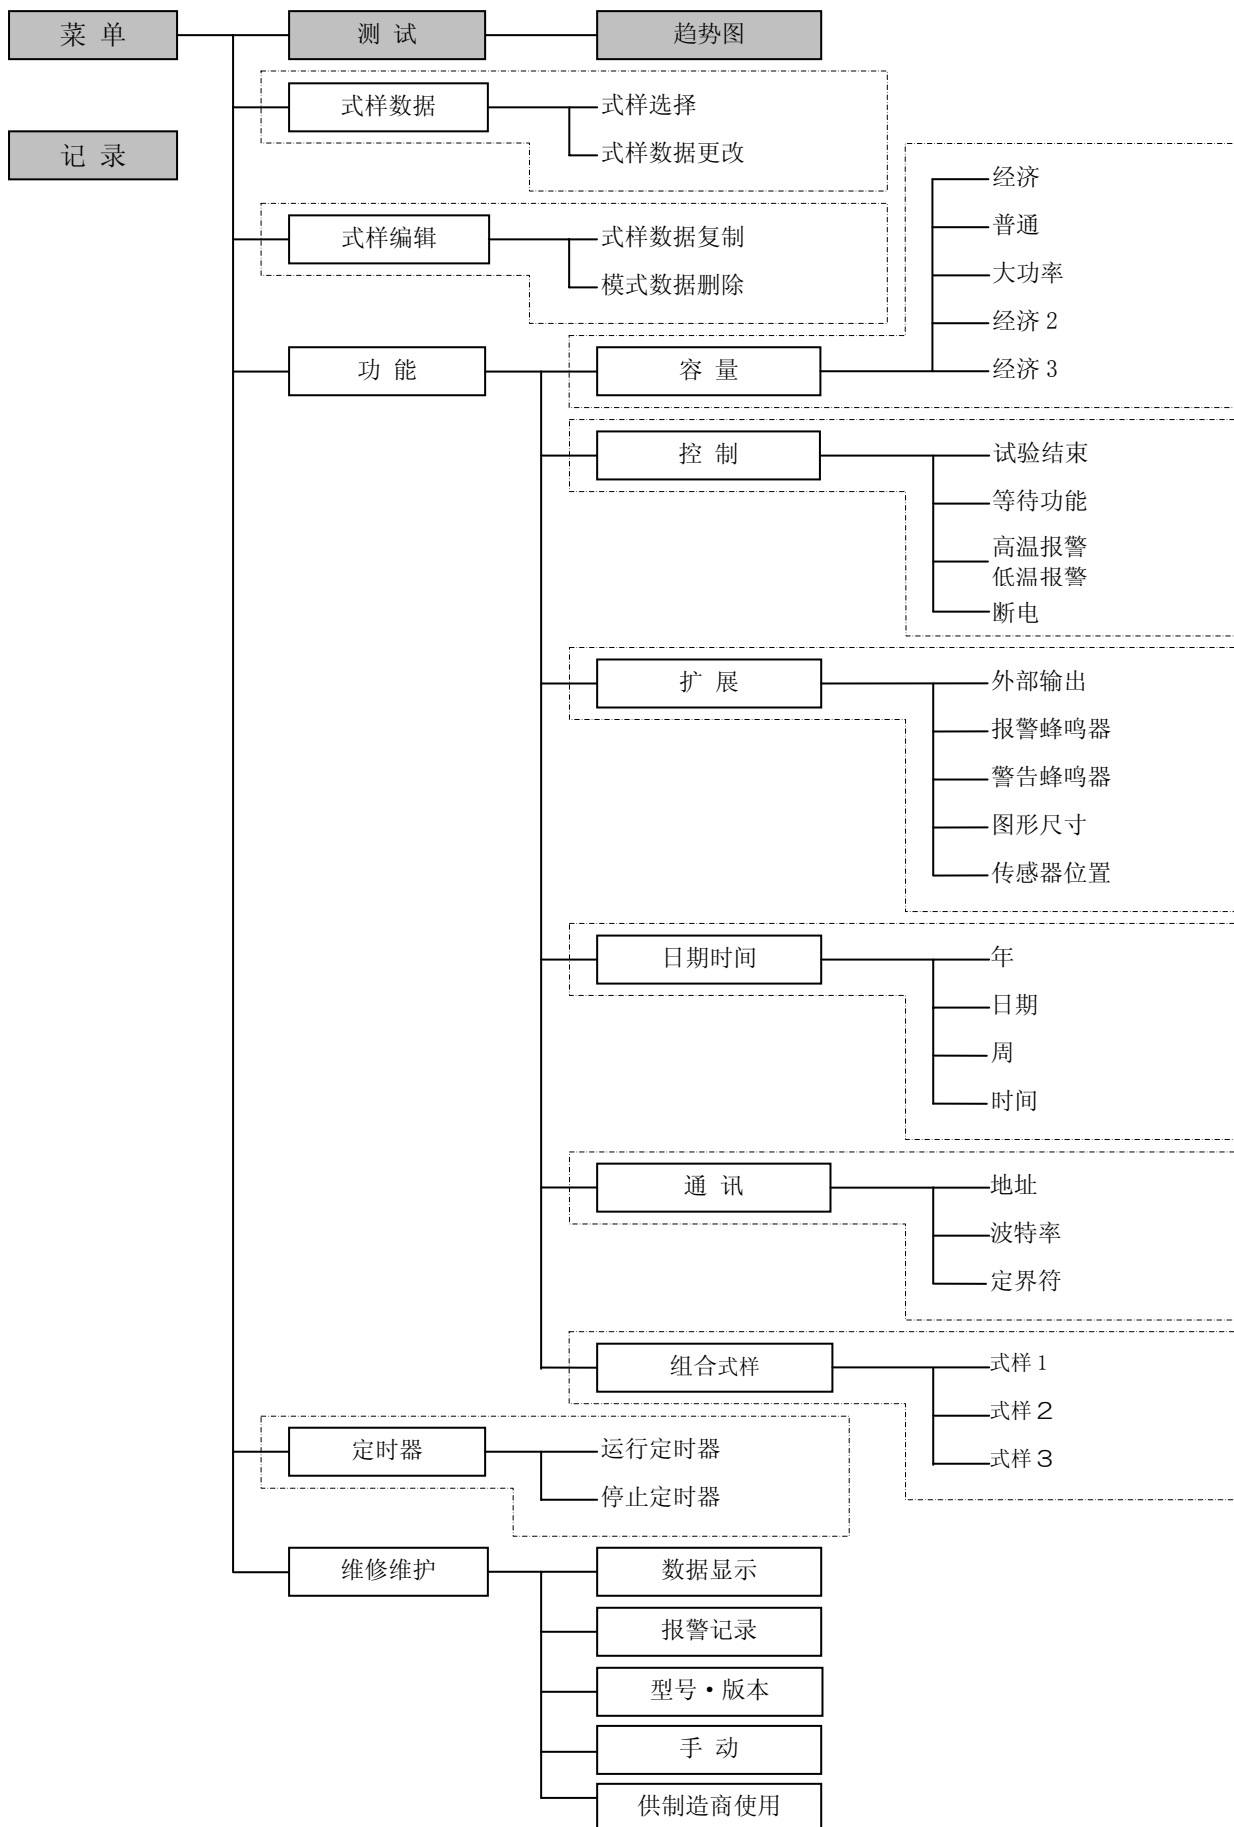 菜 单
测 试
趋势图
式样数据
式样选择
式样数据更改
记 录
式样编辑
式样数据复制
模式数据删除
功 能
容 量
经济
普通
大功率
经济 2
经济 3
控 制
试验结束
等待功能
高温报警
低温报警
断电
扩 展
外部输出
报警蜂鸣器
警告蜂鸣器
图形尺寸
传感器位置
日期时间
年
日期
周
时间
通 讯
地址
波特率
定界符
组合式样
式样 1
式样 2
式样 3
定时器
运行定时器
停止定时器
维修维护
数据显示
报警记录
型号・版本
手 动
供制造商使用